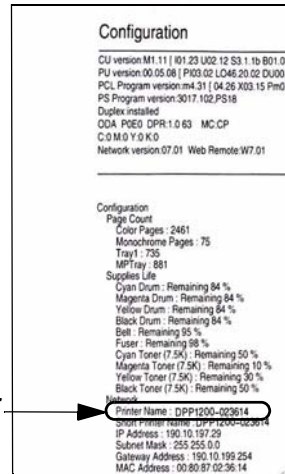 Configuration
CU version:M1.11 [ I01.23 U02.12 S3.1.1b B01.0
PU version:00.05.08 [ PI03.02 LO46.20.02 DU00
PCL Program version:m4.31 [ 04.26 X03.15 Pm0
PS Program version:3017.102,PS18
Duplex installed
ODA P0E0 DPR:1.0 63 MC:CP
C:0 M:0 Y:0 K:0
Network version:07.01 Web Remote:W7.01
Configuration
Page Count
Color Pages : 2461
Monochrome Pages : 75
Tray1 : 735
MPTray : 881
Supplies Life
Cyan Drum : Remaining 84 %
Magenta Drum : Remaining 84 %
Yellow Drum : Remaining 84 %
Black Drum : Remaining 84 %
Belt : Remaining 95 %
Fuser : Remaining 98 %
Cyan Toner (7.5K) : Remaining 50 %
Magenta Toner (7.5K) : Remaining 10 %
Yellow Toner (7.5K) : Remaining 30 %
Black Toner (7.5K) : Remaining 50 %
Network
Printer Name : DPP1200-023614
Short Printer Name : DPP1200-023614
IP Address : 190.10.197.29
Subnet Mask : 255.255.0.0
Gateway Address : 190.10.199.254
MAC Address : 00:80:87:02:36:14